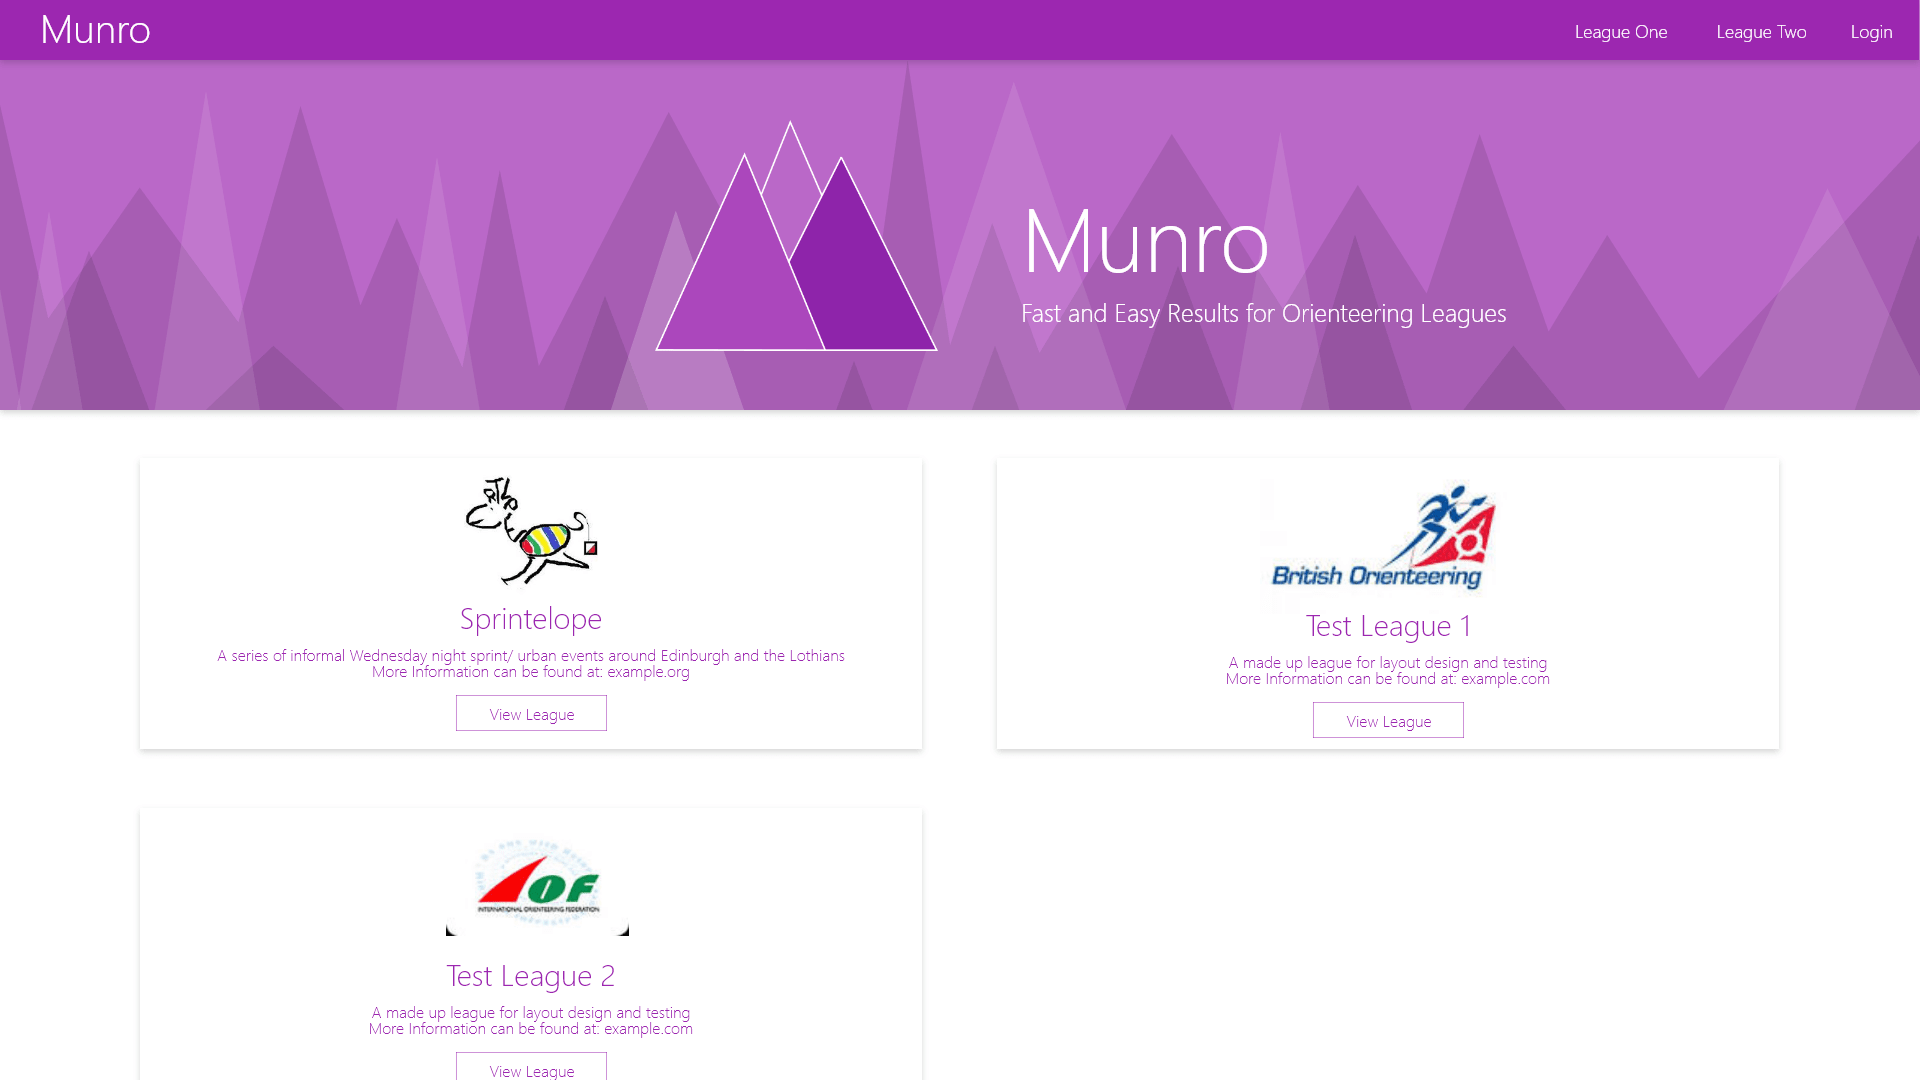 Munro
League One
League Two
Login
Munro
Fast and Easy Results for Orienteering Leagues
Sprintelope
A series of informal Wednesday night sprint/ urban events around Edinburgh and the Lothians
More Information can be found at: example.org
View League
British Orienteering
Test League 1
A made up league for layout design and testing
More Information can be found at: example.com
View League
IOF
INTERNATIONAL ORIENTEERING FEDERATION
Test League 2
A made up league for layout design and testing
More Information can be found at: example.com
View League